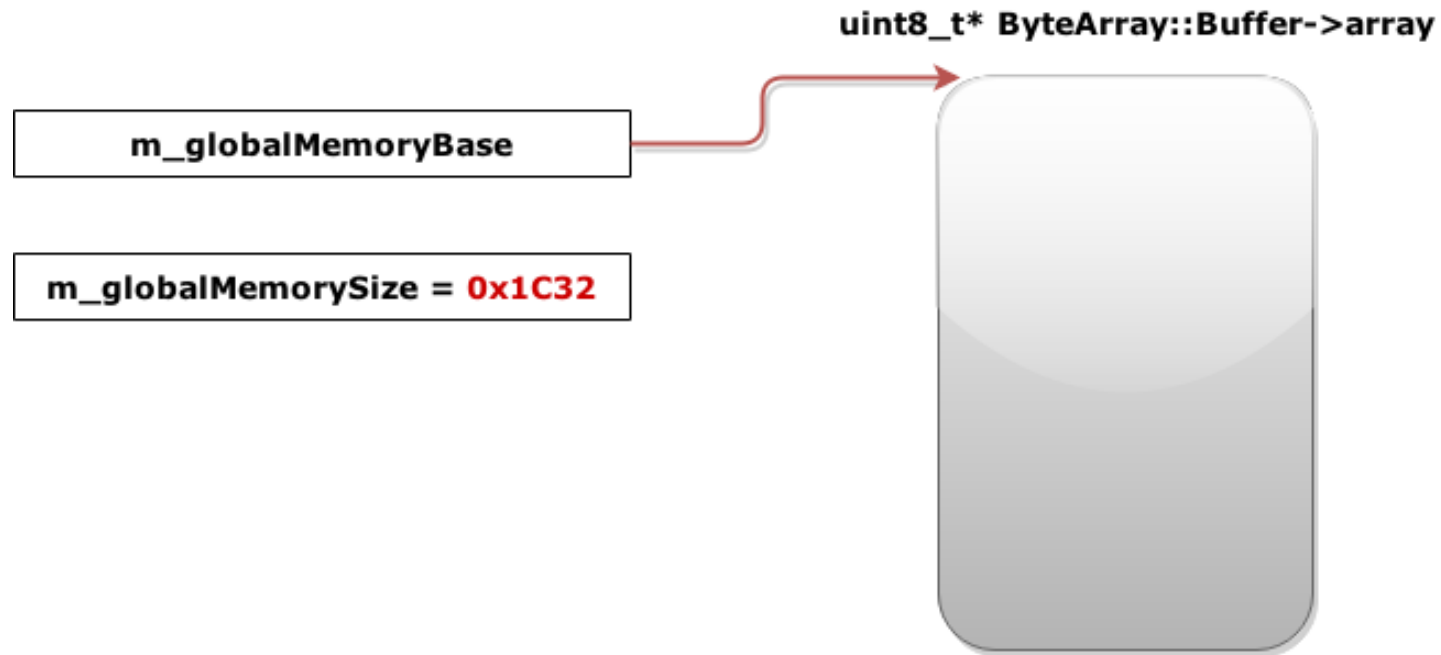 uint8_t* ByteArray::Buffer->array
m_globalMemoryBase
m_globalMemorySize = 0x1C32